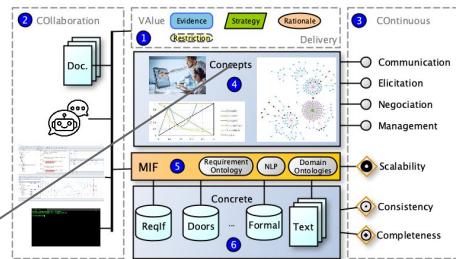 2 COllaboration
VAlue
Evidence
Strategy
Rationale
Restriction
1
Delivery
3 COntinuous
Doc.
Concepts
4
Communication
Elicitation
Negociation
Management
MIF
5
Requirement
Ontology
NLP
Domain
Ontologies
Scalability
Concrete
ReqIf
Doors
...
Formal
Text
6
Consistency
Completeness